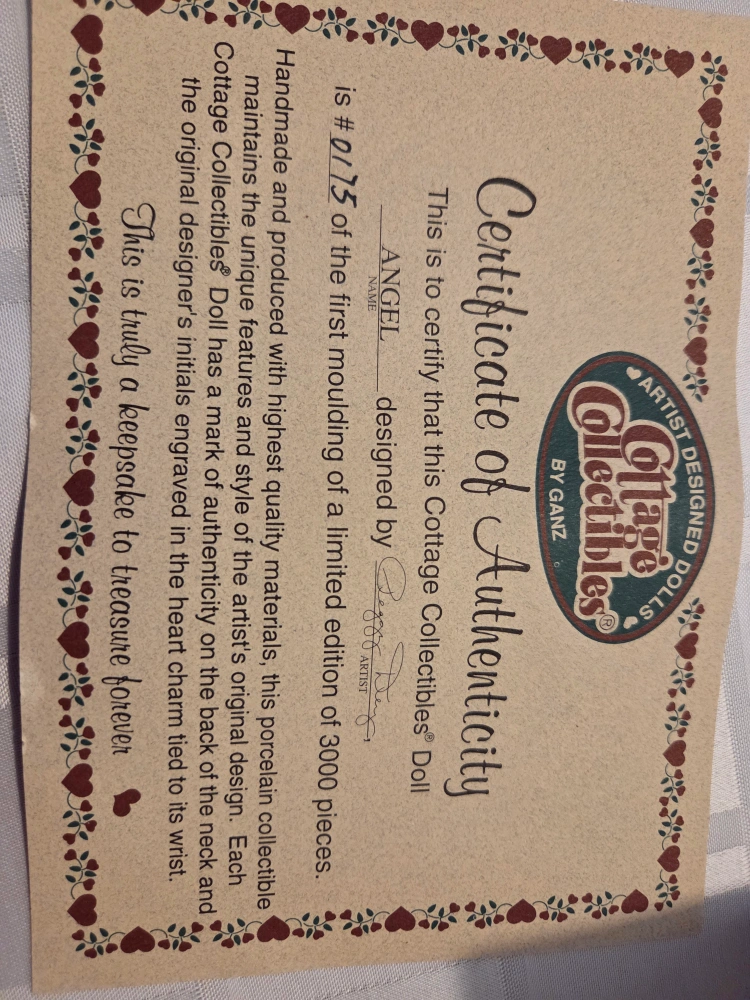 ARTIST DESIGNED DOLLS
Cottage
Collectibles®
BY GANZ
Certificate of Authenticity
This is to certify that this Cottage Collectibles® Doll
ANGEL designed by Peggy Dey,
NAME ARTIST
is # 0175 of the first moulding of a limited edition of 3000 pieces.
Handmade and produced with highest quality materials, this porcelain collectible
maintains the unique features and style of the artist's original design. Each
Cottage Collectibles® Doll has a mark of authenticity on the back of the neck and
the original designer's initials engraved in the heart charm tied to its wrist.
This is truly a keepsake to treasure forever